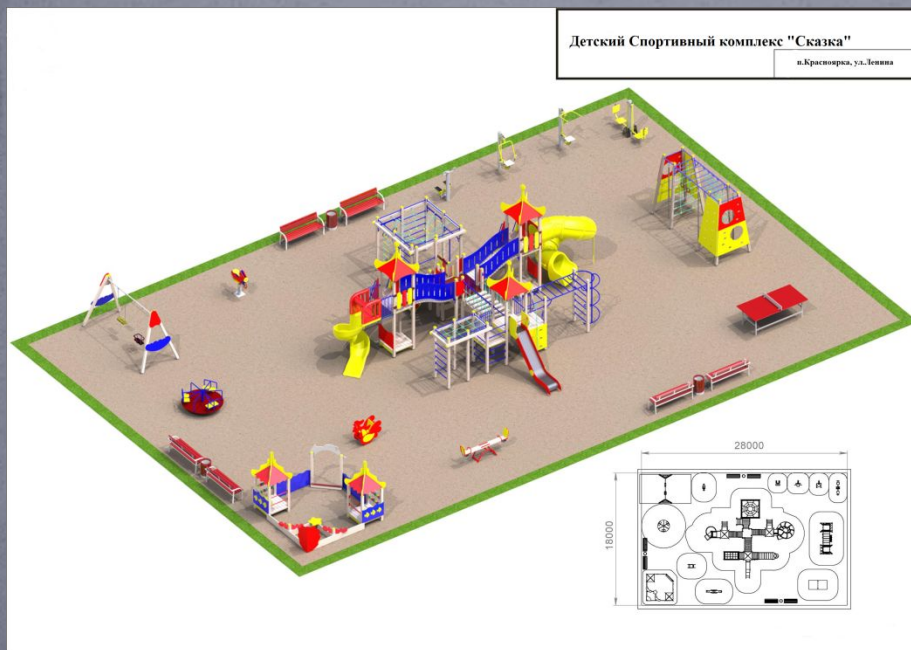 Детский Спортивный комплекс "Сказка"
п.Красноярка, ул.Ленина
28000
18000